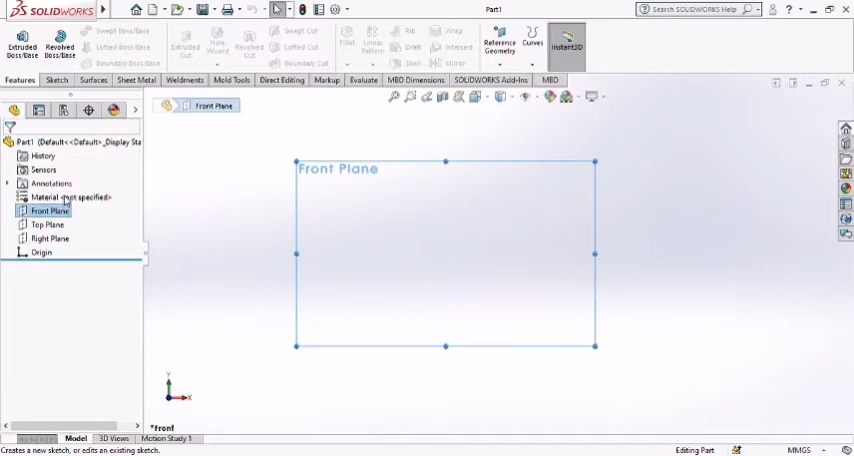 SOLIDWORKS
Part1
Search SOLIDWORKS Help
Extruded Boss/Base
Revolved Boss/Base
Swept Boss/Base
Lofted Boss/Base
Boundary Boss/Base
Extruded Cut
Hole Wizard
Revolved Cut
Swept Cut
Lofted Cut
Boundary Cut
Fillet
Linear Pattern
Rib
Draft
Shell
Wrap
Intersect
Mirror
Reference Geometry
Curves
Instant3D
Features
Sketch
Surfaces
Sheet Metal
Weldments
Mold Tools
Direct Editing
Markup
Evaluate
MBD Dimensions
SOLIDWORKS Add-Ins
MBD
Front Plane
Part1 (Default<<Default>_Display Sta
History
Sensors
Annotations
Material <not specified>
Front Plane
Top Plane
Right Plane
Origin
Front Plane
Y
X
*Front
Model
3D Views
Motion Study 1
Creates a new sketch, or edits an existing sketch.
Editing Part
MMGS